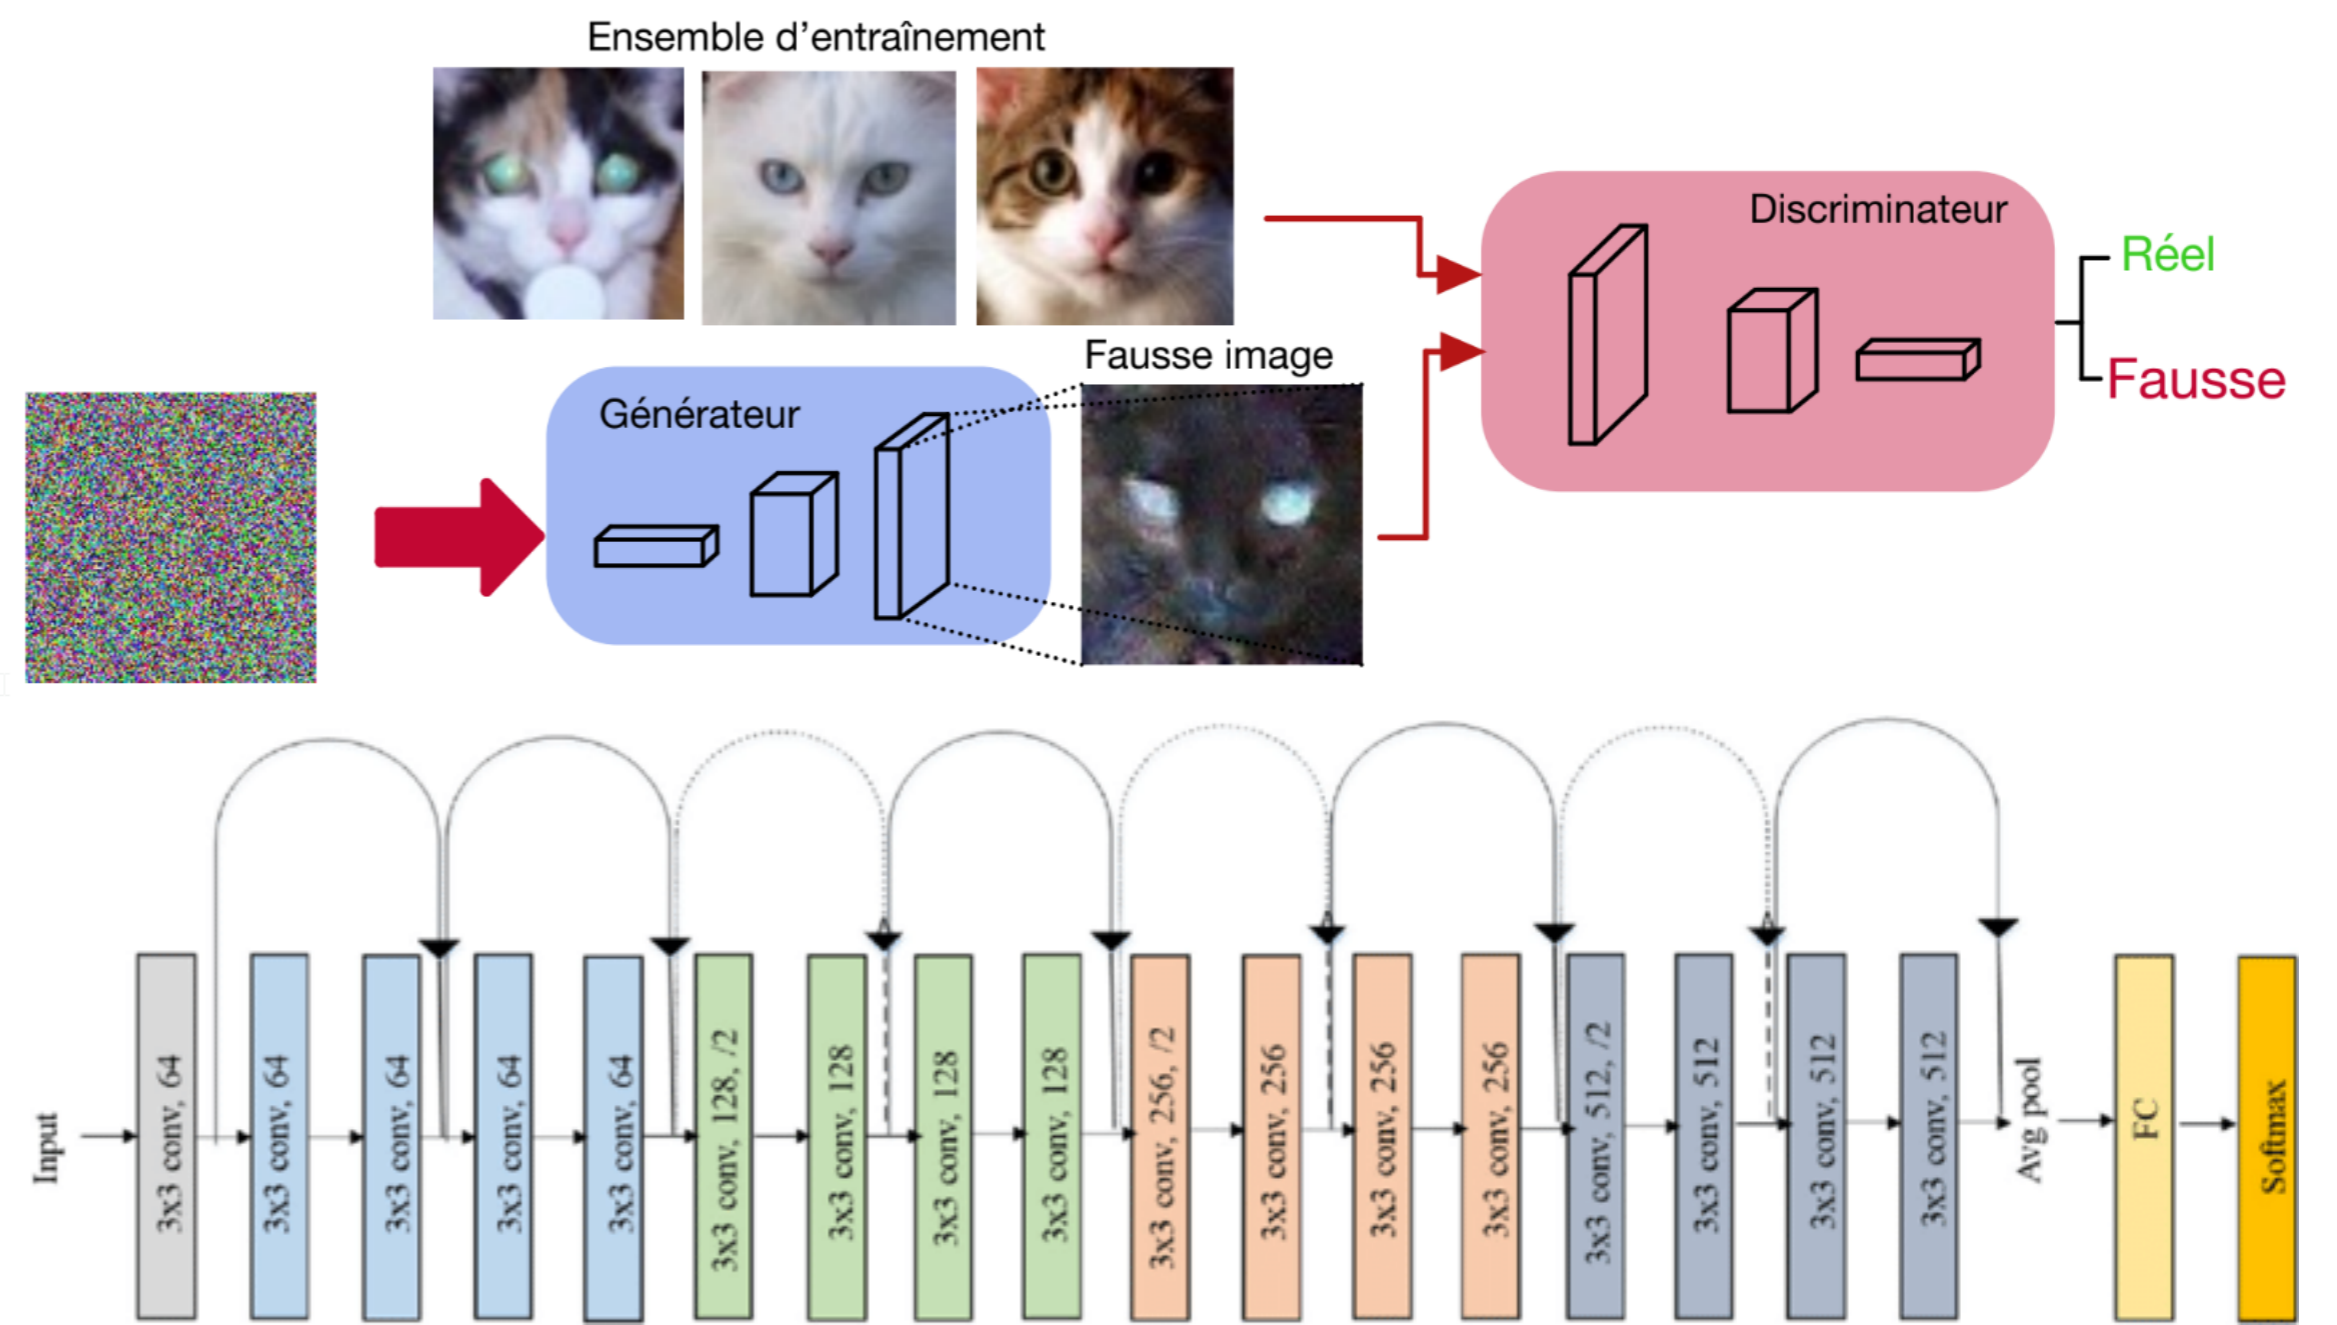 Ensemble d'entraînement
Discriminateur
Réel
Fausse
Fausse image
Générateur
Input
3x3 conv, 64
3x3 conv, 64
3x3 conv, 64
3x3 conv, 64
3x3 conv, 64
3x3 conv, 128, /2
3x3 conv, 128
3x3 conv, 128
3x3 conv, 128
3x3 conv, 256, /2
3x3 conv, 256
3x3 conv, 256
3x3 conv, 256
3x3 conv, 512, /2
3x3 conv, 512
3x3 conv, 512
3x3 conv, 512
Avg pool
FC
Softmax